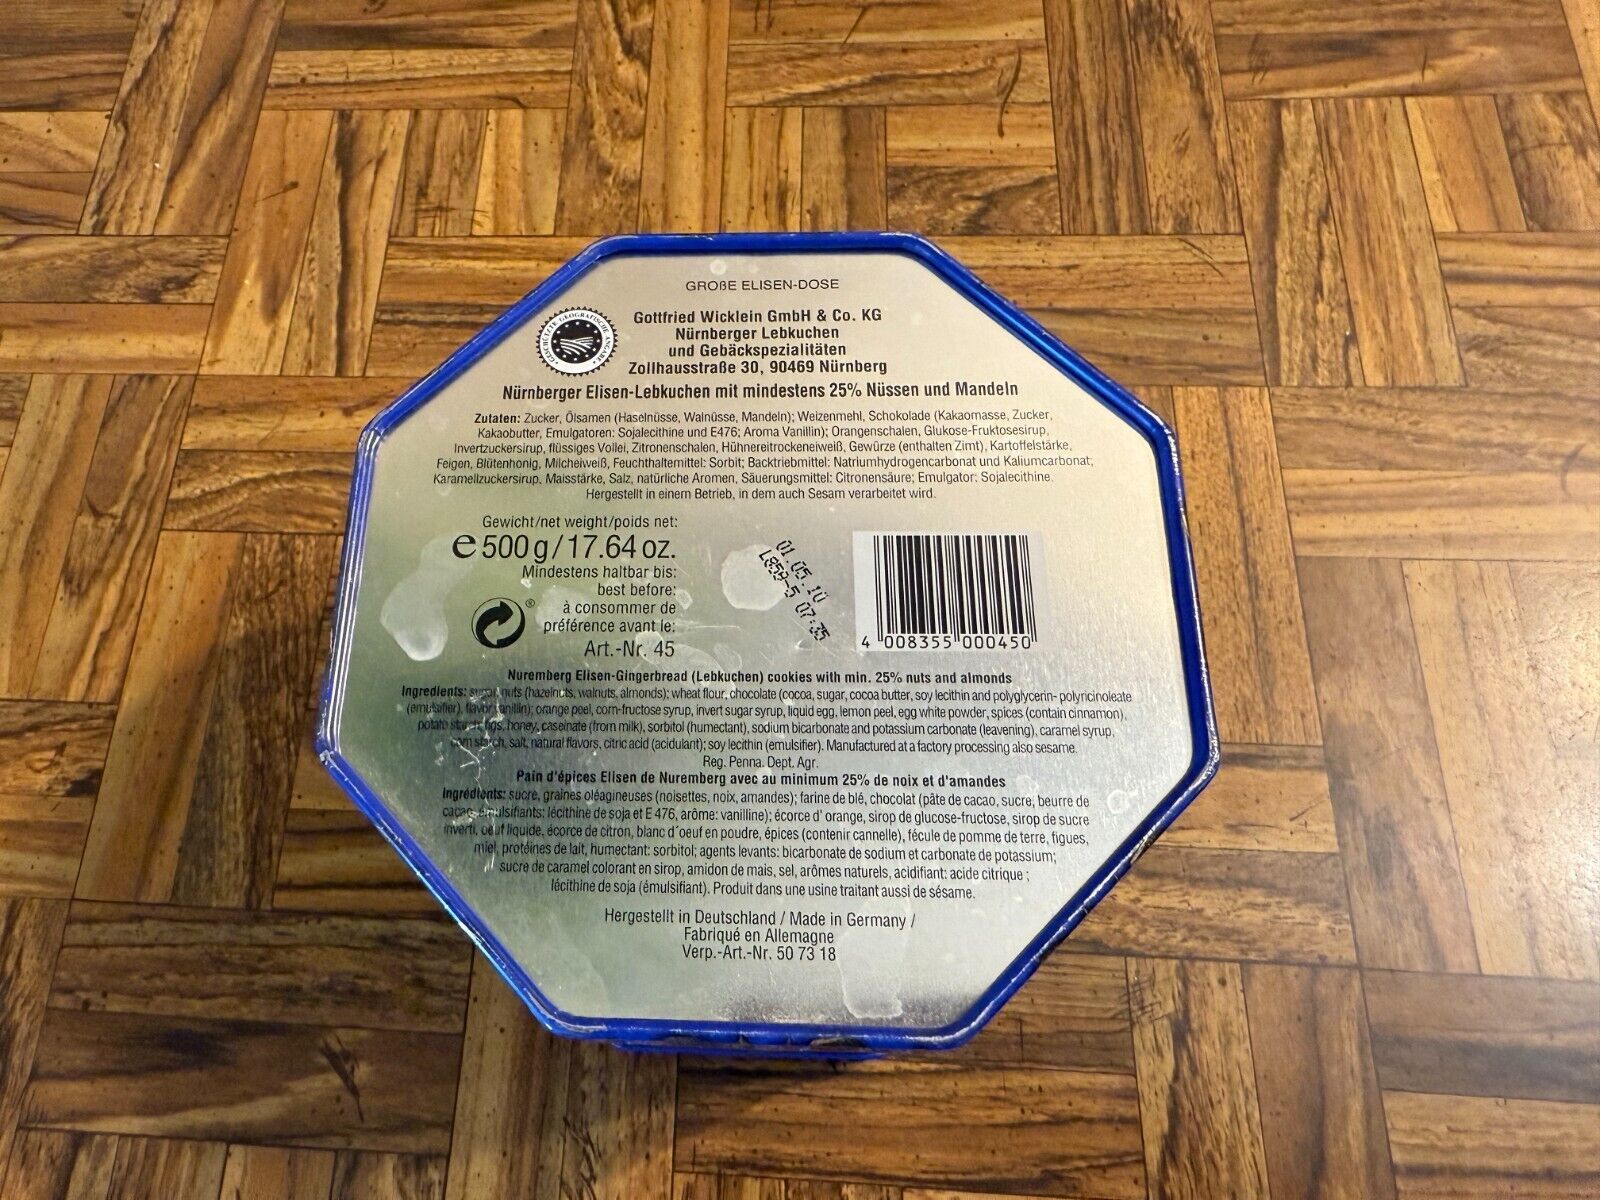 GROßE ELISEN-DOSE
GESCHÜTZTE GEOGRAFISCHE ANGABE
Gottfried Wicklein GmbH & Co. KG
Nürnberger Lebkuchen
und Gebäckspezialitäten
Zollhausstraße 30, 90469 Nürnberg
Nürnberger Elisen-Lebkuchen mit mindestens 25% Nüssen und Mandeln
Zutaten: Zucker, Ölsamen (Haselnüsse, Walnüsse, Mandeln); Weizenmehl, Schokolade (Kakaomasse, Zucker,
Kakaobutter, Emulgatoren: Sojalecithine und E476; Aroma Vanillin); Orangenschalen, Glukose-Fruktosesirup,
Invertzuckersirup, flüssiges Vollei, Zitronenschalen, Hühnereitrockeneiweiß, Gewürze (enthalten Zimt), Kartoffelstärke,
Feigen, Blütenhonig, Milcheiweiß, Feuchthaltemittel: Sorbit; Backtriebmittel: Natriumhydrogencarbonat und Kaliumcarbonat;
Karamellzuckersirup, Maisstärke, Salz, natürliche Aromen, Säuerungsmittel: Citronensäure; Emulgator: Sojalecithine.
Hergestellt in einem Betrieb, in dem auch Sesam verarbeitet wird.
Gewicht/net weight/poids net:
e 500 g/17.64 oz.
Mindestens haltbar bis:
best before:
à consommer de
préférence avant le:
Art.-Nr. 45
01.05.10
L859-5 07:35
4 008355 000450
Nuremberg Elisen-Gingerbread (Lebkuchen) cookies with min. 25% nuts and almonds
Ingredients: sugar, nuts (hazelnuts, walnuts, almonds); wheat flour, chocolate (cocoa, sugar, cocoa butter, soy lecithin and polyglycerin- polyricinoleate
(emulsifier), flavor vanillin); orange peel, corn-fructose syrup, invert sugar syrup, liquid egg, lemon peel, egg white powder, spices (contain cinnamon),
potato starch, figs, honey, caseinate (from milk), sorbitol (humectant), sodium bicarbonate and potassium carbonate (leavening), caramel syrup,
corn starch, salt, natural flavors, citric acid (acidulant); soy lecithin (emulsifier). Manufactured at a factory processing also sesame.
Reg. Penna. Dept. Agr.
Pain d'épices Elisen de Nuremberg avec au minimum 25% de noix et d'amandes
Ingrédients: sucre, graines oléagineuses (noisettes, noix, amandes); farine de blé, chocolat (pâte de cacao, sucre, beurre de
cacao, émulsifiants: lécithine de soja et E 476, arôme: vanilline); écorce d' orange, sirop de glucose-fructose, sirop de sucre
inverti, oeuf liquide, écorce de citron, blanc d´oeuf en poudre, épices (contenir cannelle), fécule de pomme de terre, figues,
miel, protéines de lait, humectant: sorbitol; agents levants: bicarbonate de sodium et carbonate de potassium;
sucre de caramel colorant en sirop, amidon de mais, sel, arômes naturels, acidifiant: acide citrique ;
lécithine de soja (émulsifiant). Produit dans une usine traitant aussi de sésame.
Hergestellt in Deutschland / Made in Germany /
Fabriqué en Allemagne
Verp.-Art.-Nr. 50 73 18